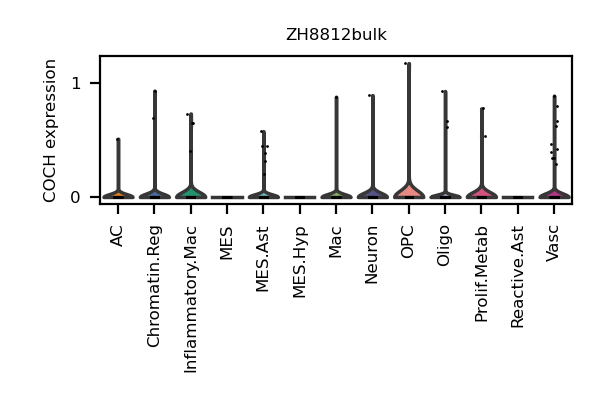 ZH8812bulk
COCH expression
1
0
AC
Chromatin.Reg
Inflammatory.Mac
MES
MES.Ast
MES.Hyp
Mac
Neuron
OPC
Oligo
Prolif.Metab
Reactive.Ast
Vasc